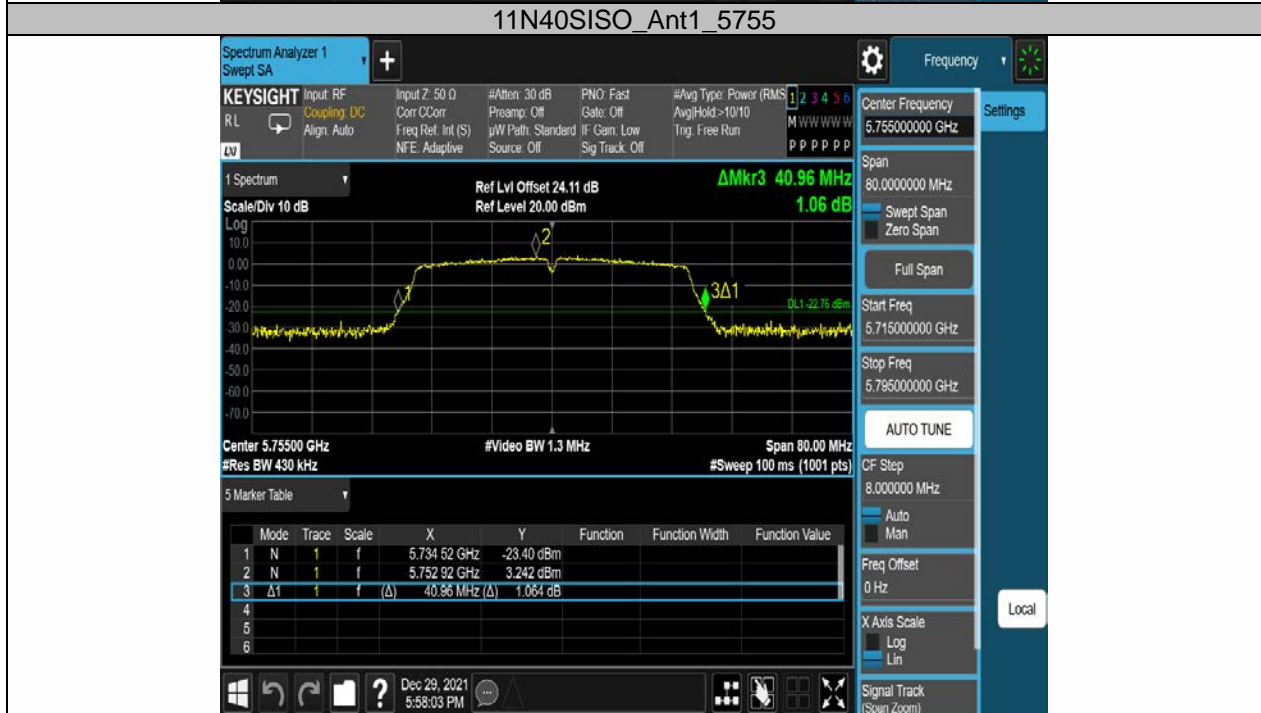 11N40SISO_Ant1_5755
Spectrum Analyzer 1
Swept SA
+
Frequency
KEYSIGHT
RL
LXI
Input: RF
Coupling: DC
Align: Auto
Input Z: 50 Ω
Corr CCorr
Freq Ref: Int (S)
NFE: Adaptive
#Atten: 30 dB
Preamp: Off
µW Path: Standard
Source: Off
PNO: Fast
Gate: Off
IF Gain: Low
Sig Track: Off
#Avg Type: Power (RMS
Avg|Hold:>10/10
Trig: Free Run
1 2 3 4 5 6
M W W W W W
P P P P P P
1 Spectrum
Scale/Div 10 dB
Ref Lvl Offset 24.11 dB
Ref Level 20.00 dBm
ΔMkr3 40.96 MHz
1.06 dB
Log
10.0
0.00
-10.0
-20.0
-30.0
-40.0
-50.0
-60.0
-70.0
1
2
3Δ1
DL1 -22.76 dBm
Center 5.75500 GHz
#Video BW 1.3 MHz
Span 80.00 MHz
#Res BW 430 kHz
#Sweep 100 ms (1001 pts)
5 Marker Table
Mode Trace Scale X Y Function Function Width Function Value
1 N 1 f 5.734 52 GHz -23.40 dBm
2 N 1 f 5.752 92 GHz 3.242 dBm
3 Δ1 1 f (Δ) 40.96 MHz (Δ) 1.064 dB
4
5
6
?
Dec 29, 2021
5:58:03 PM
Center Frequency
5.755000000 GHz
Settings
Span
80.0000000 MHz
Swept Span
Zero Span
Full Span
Start Freq
5.715000000 GHz
Stop Freq
5.795000000 GHz
AUTO TUNE
CF Step
8.000000 MHz
Auto
Man
Freq Offset
0 Hz
X Axis Scale
Log
Lin
Local
Signal Track
(Span Zoom)